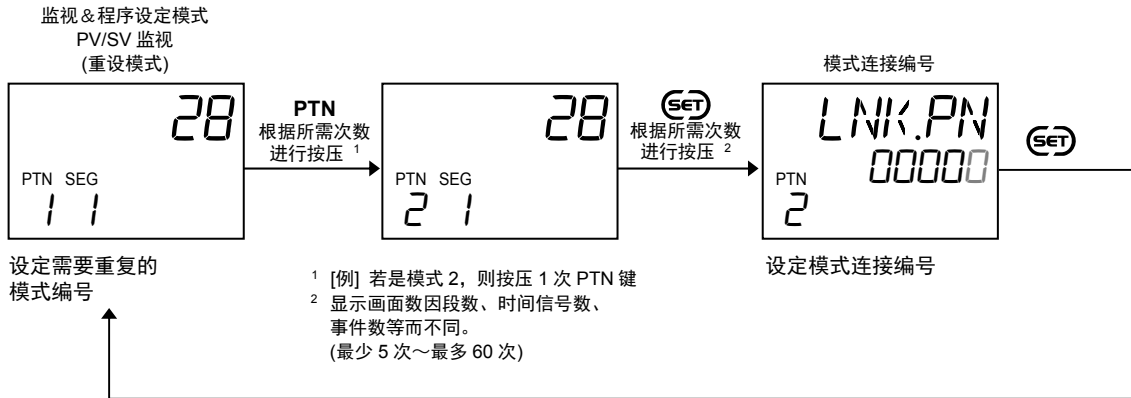 监视＆程序设定模式
PV/SV 监视
(重设模式)
28
PTN SEG
1 1
设定需要重复的
模式编号
PTN
根据所需次数
进行按压 1
28
PTN SEG
2 1
SET
根据所需次数
进行按压 2
模式连接编号
LNK.PN
00000
PTN
2
设定模式连接编号
SET
1 [例] 若是模式 2，则按压 1 次 PTN 键
2 显示画面数因段数、时间信号数、
事件数等而不同。
(最少 5 次～最多 60 次)